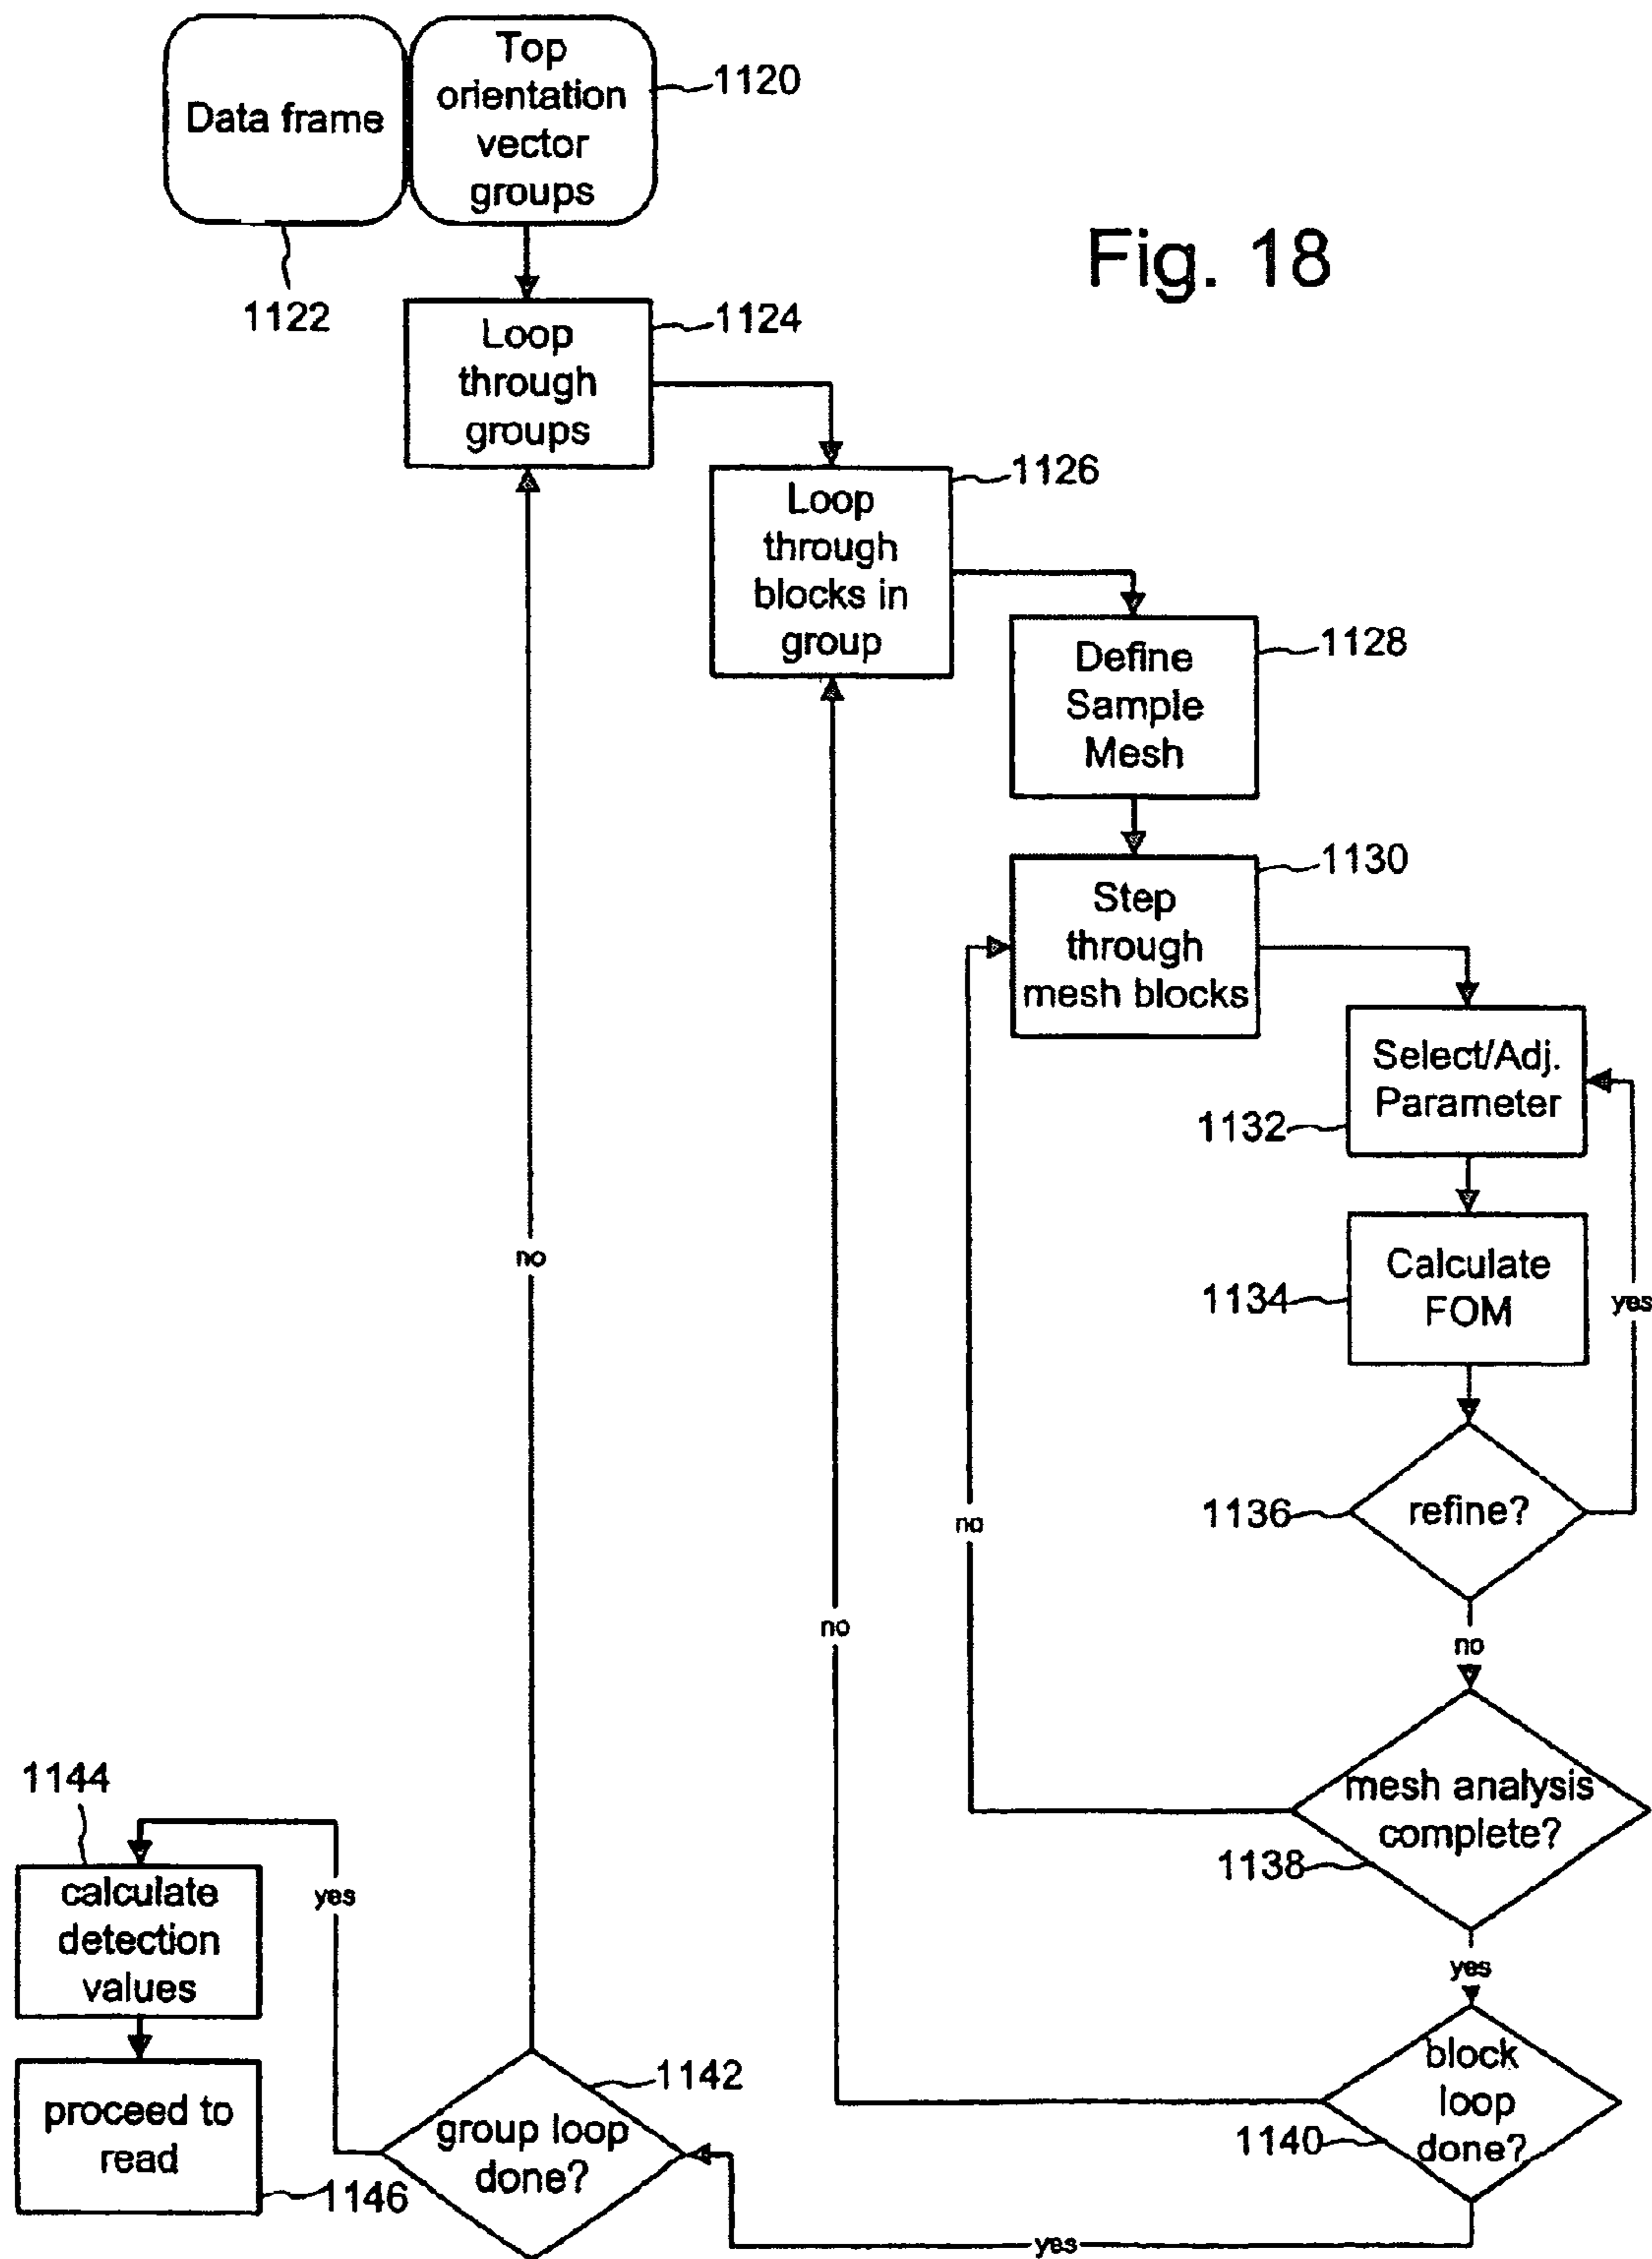 Top
orientation
vector
groups
1120
Data frame
1122
Fig. 18
Loop
through
groups
1124
Loop
through
blocks in
group
1126
Define
Sample
Mesh
1128
Step
through
mesh blocks
1130
Select/Adj.
Parameter
1132
Calculate
FOM
1134
yes
refine?
1136
no
no
no
no
mesh analysis
complete?
1138
yes
block
loop
done?
1140
yes
group loop
done?
1142
yes
1144
calculate
detection
values
proceed to
read
1146